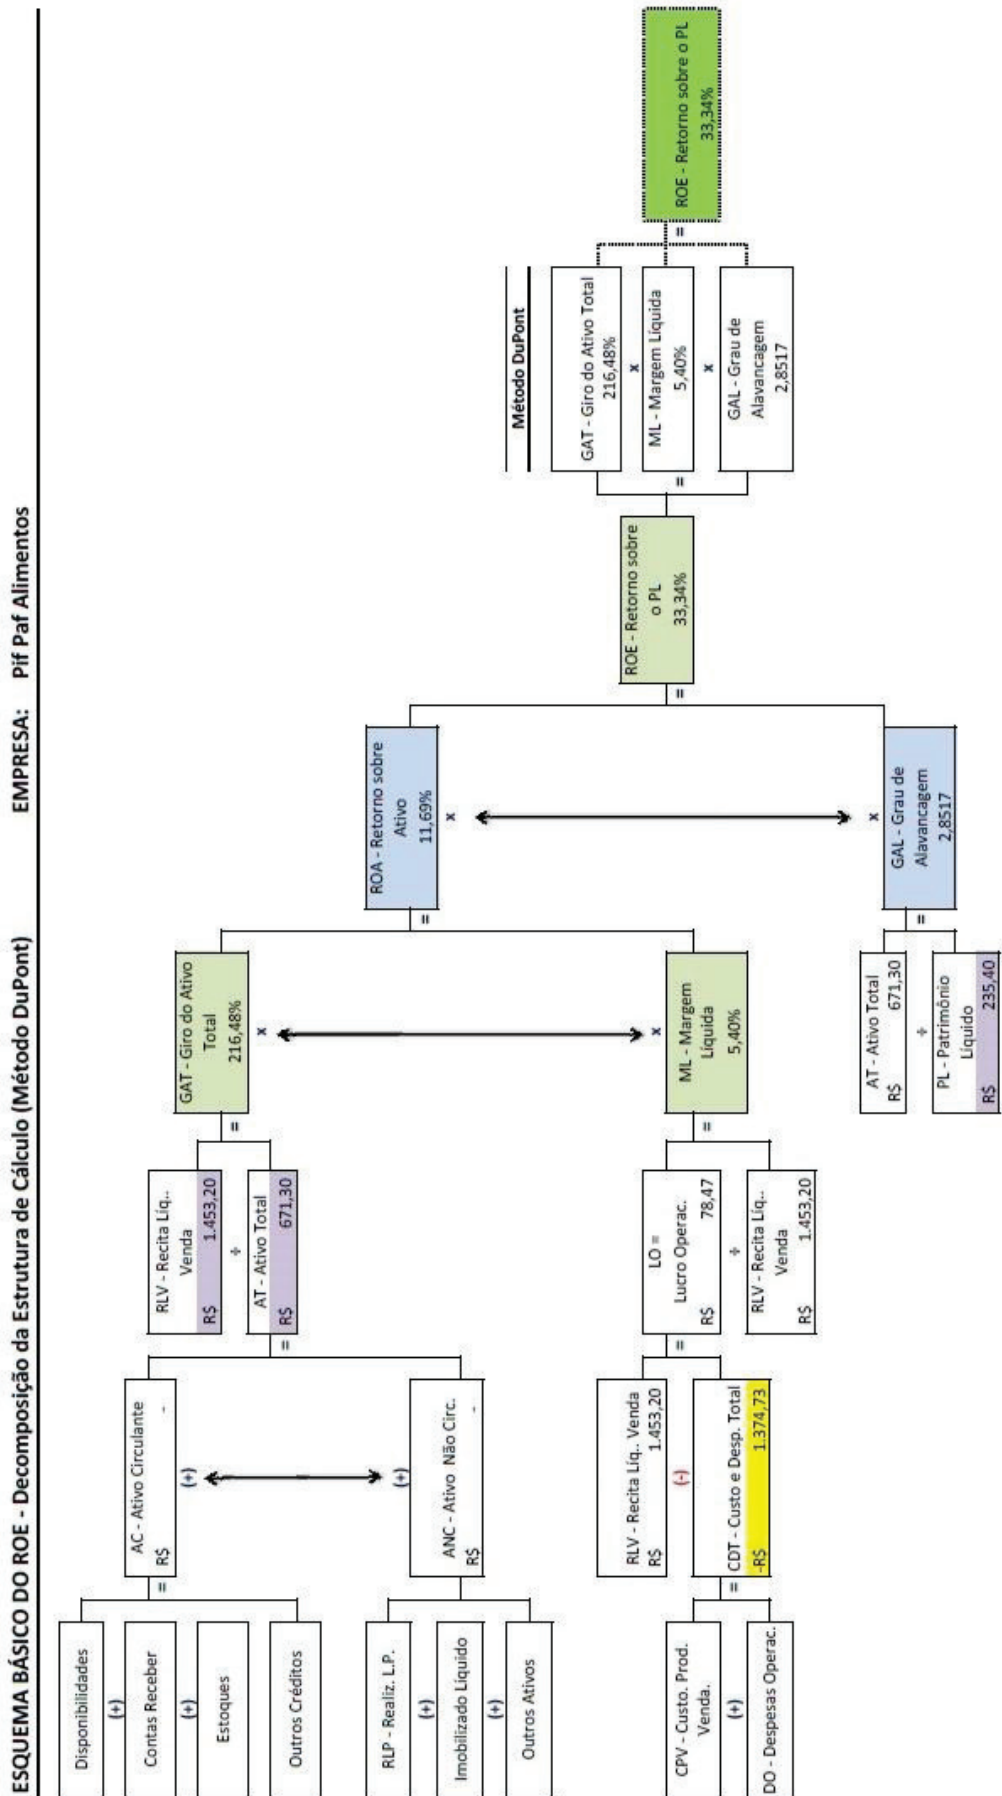 ESQUEMA BÁSICO DO ROE - Decomposição da Estrutura de Cálculo (Método DuPont) EMPRESA: Pif Paf Alimentos
Disponibilidades
(+)
Contas Receber
(+)
Estoques
Outros Créditos
=
AC - Ativo Circulante
R$ -
(+)
RLP - Realiz. L.P.
(+)
Imobilizado Líquido
(+)
Outros Ativos
(+)
ANC - Ativo Não Circ.
R$ -
=
RLV - Recita Líq..
Venda
R$ 1.453,20
÷
AT - Ativo Total
R$ 671,30
=
GAT - Giro do Ativo
Total
216,48%
x
CPV - Custo. Prod.
Venda.
(+)
DO - Despesas Operac.
=
RLV - Recita Líq.. Venda
R$ 1.453,20
(-)
CDT - Custo e Desp. Total
-R$ 1.374,73
=
LO =
Lucro Operac.
R$ 78,47
÷
RLV - Recita Líq..
Venda
R$ 1.453,20
=
x
ML - Margem
Líquida
5,40%
=
ROA - Retorno sobre
Ativo
11,69%
x
AT - Ativo Total
R$ 671,30
÷
PL - Patrimônio
Líquido
R$ 235,40
=
x
GAL - Grau de
Alavancagem
2,8517
=
ROE - Retorno sobre
o PL
33,34%
=
Método DuPont
GAT - Giro do Ativo Total
216,48%
x
ML - Margem Líquida
5,40%
x
GAL - Grau de
Alavancagem
2,8517
=
ROE - Retorno sobre o PL
33,34%